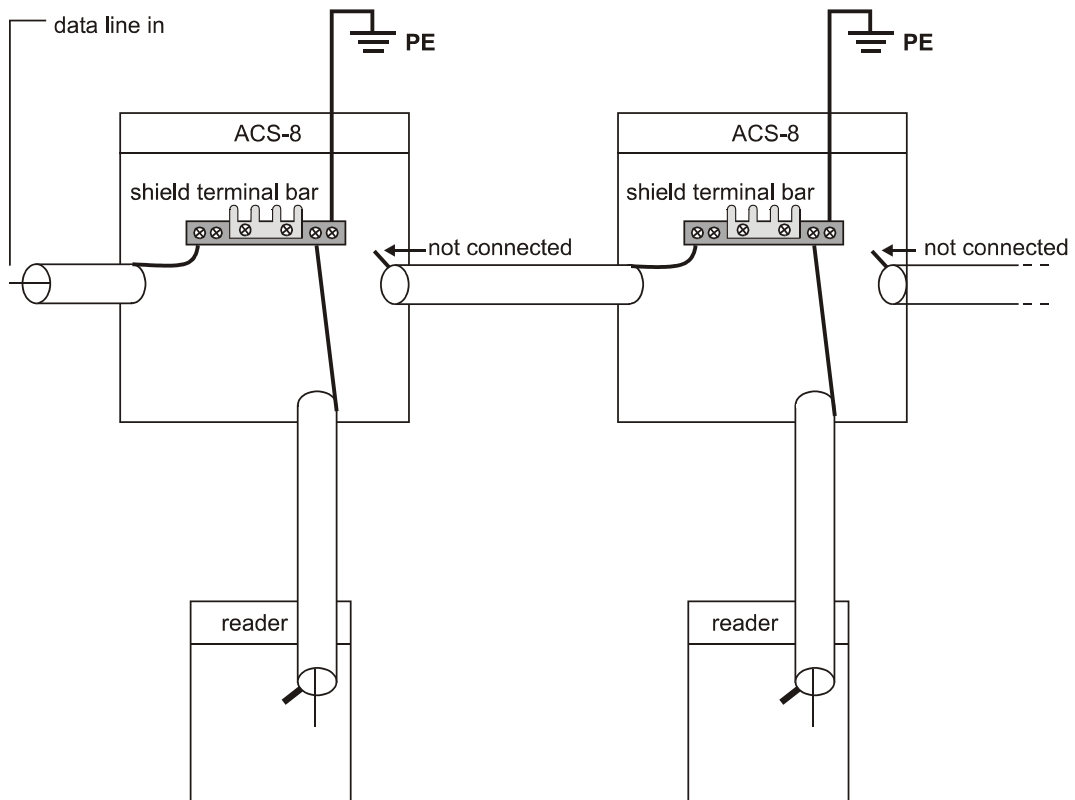 data line in
PE
PE
ACS-8
ACS-8
shield terminal bar
shield terminal bar
not connected
not connected
reader
reader